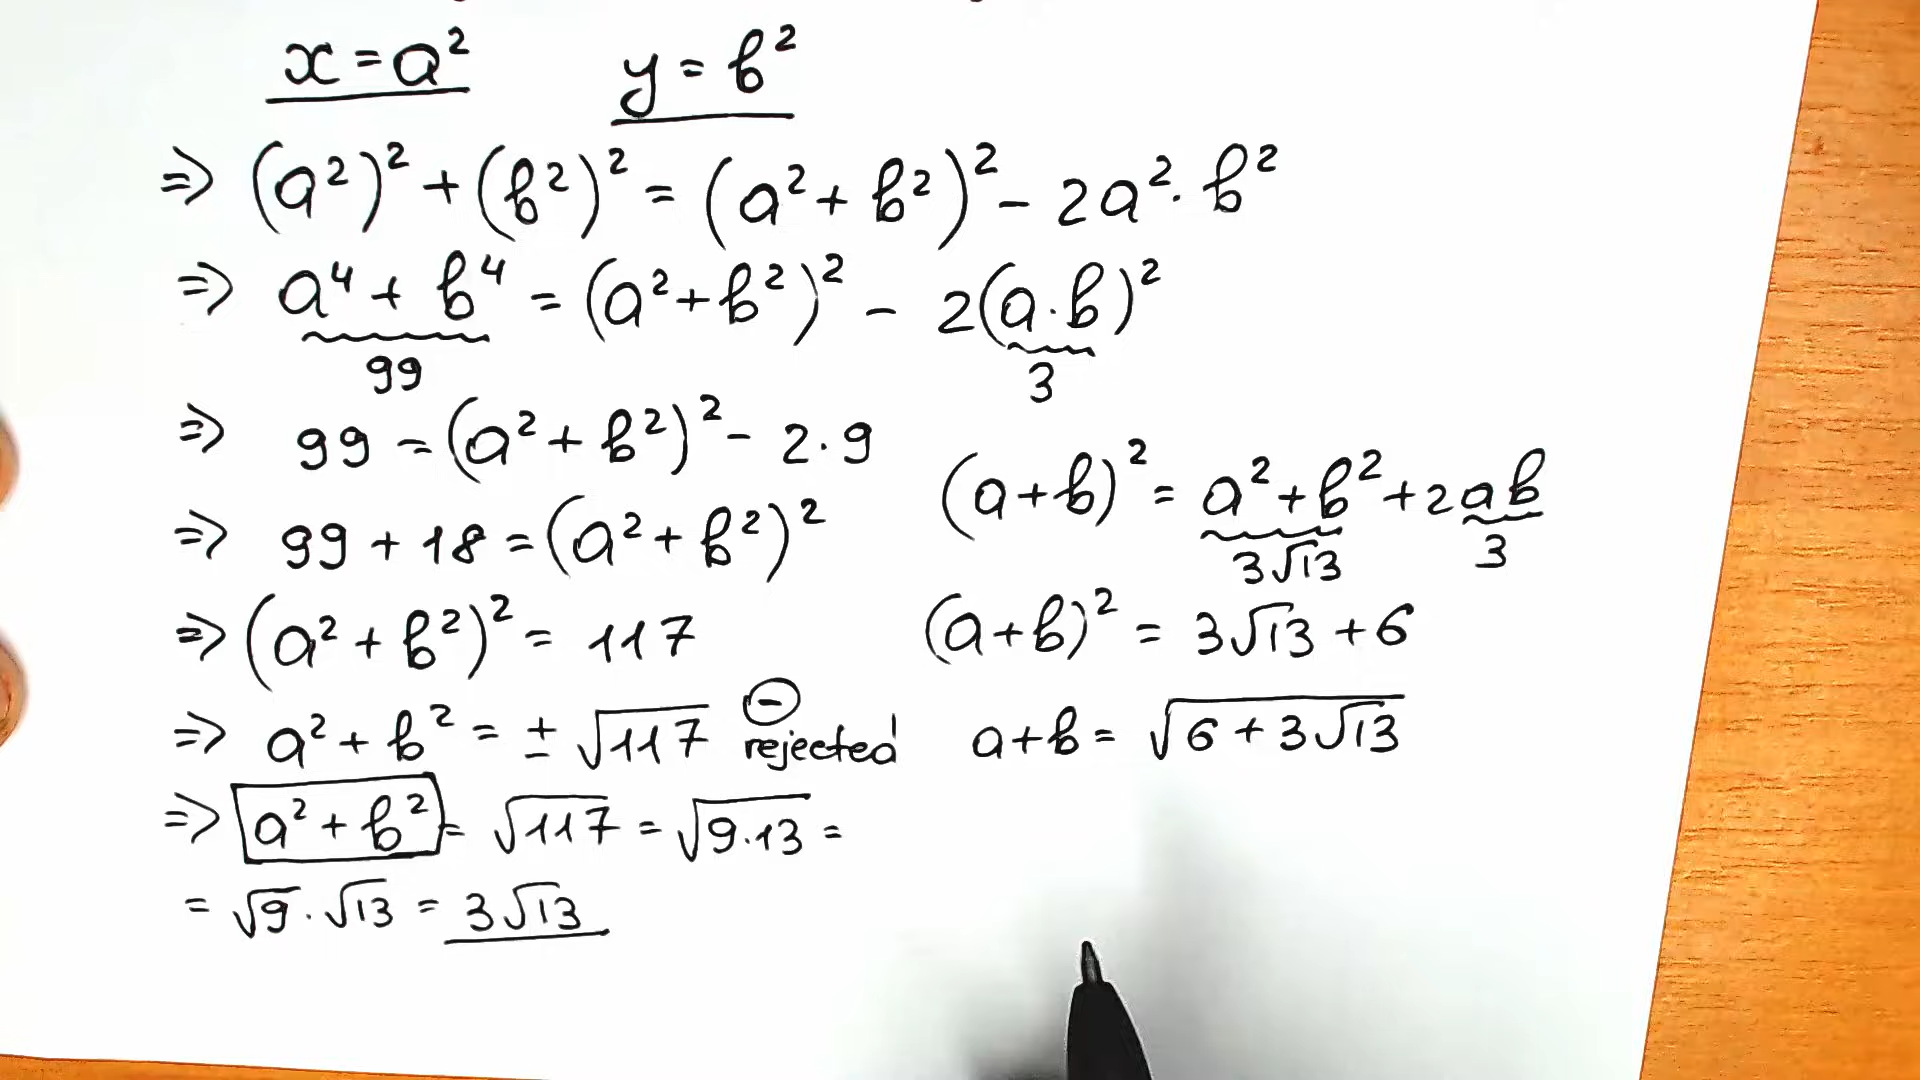 x = a²    y = b²
⇒ (a²)² + (b²)² = (a² + b²)² − 2a² · b²
⇒ a⁴ + b⁴ = (a² + b²)² − 2(a · b)²
99    3
⇒ 99 = (a² + b²)² − 2 · 9
⇒ 99 + 18 = (a² + b²)²
⇒ (a² + b²)² = 117
⇒ a² + b² = ± √117 ⊖ rejected
⇒ a² + b² = √117 = √9·13 =
= √9 · √13 = 3√13
(a + b)² = a² + b² + 2ab
3√13    3
(a + b)² = 3√13 + 6
a + b = √6 + 3√13